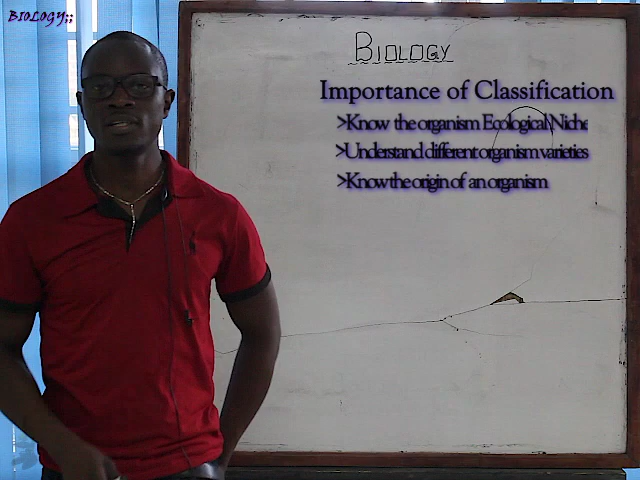 BIOLOGY;;
BIOLOGY
Importance of Classification
>Know the organism Ecological Niche
>Understand different organism varieties
>Know the origin of an organism